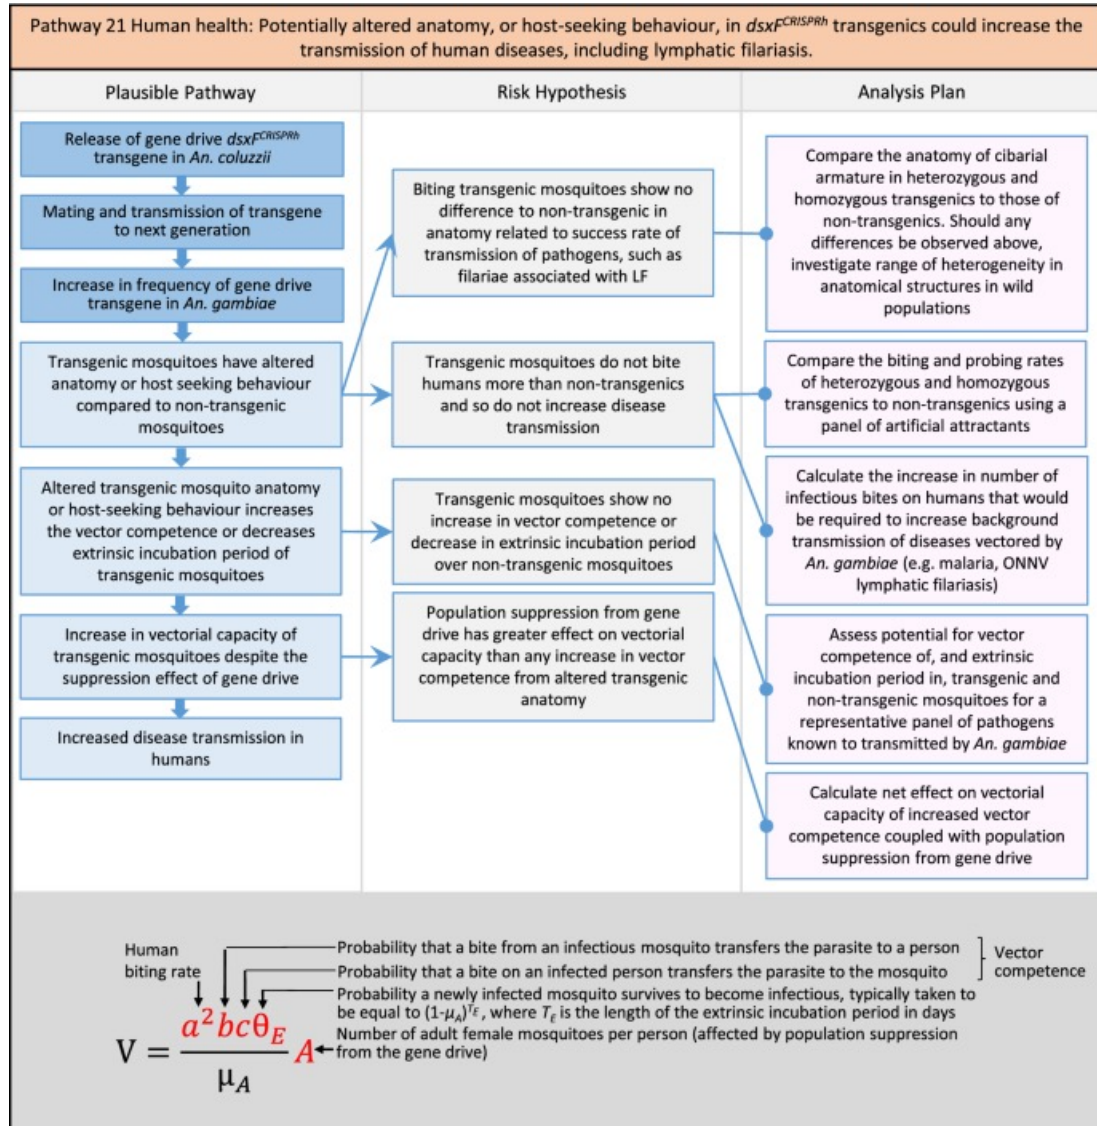 Pathway 21 Human health: Potentially altered anatomy, or host-seeking behaviour, in dsxFCRISPRh transgenics could increase the
transmission of human diseases, including lymphatic filariasis.
Plausible Pathway
Risk Hypothesis
Analysis Plan
Release of gene drive dsxFCRISPRh
transgene in An. coluzzii
Mating and transmission of transgene
to next generation
Increase in frequency of gene drive
transgene in An. gambiae
Transgenic mosquitoes have altered
anatomy or host seeking behaviour
compared to non-transgenic
mosquitoes
Altered transgenic mosquito anatomy
or host-seeking behaviour increases
the vector competence or decreases
extrinsic incubation period of
transgenic mosquitoes
Increase in vectorial capacity of
transgenic mosquitoes despite the
suppression effect of gene drive
Increased disease transmission in
humans
Biting transgenic mosquitoes show no
difference to non-transgenic in
anatomy related to success rate of
transmission of pathogens, such as
filariae associated with LF
Transgenic mosquitoes do not bite
humans more than non-transgenics
and so do not increase disease
transmission
Transgenic mosquitoes show no
increase in vector competence or
decrease in extrinsic incubation period
over non-transgenic mosquitoes
Population suppression from gene
drive has greater effect on vectorial
capacity than any increase in vector
competence from altered transgenic
anatomy
Compare the anatomy of cibarial
armature in heterozygous and
homozygous transgenics to those of
non-transgenics. Should any
differences be observed above,
investigate range of heterogeneity in
anatomical structures in wild
populations
Compare the biting and probing rates
of heterozygous and homozygous
transgenics to non-transgenics using a
panel of artificial attractants
Calculate the increase in number of
infectious bites on humans that would
be required to increase background
transmission of diseases vectored by
An. gambiae (e.g. malaria, ONNV
lymphatic filariasis)
Assess potential for vector
competence of, and extrinsic
incubation period in, transgenic and
non-transgenic mosquitoes for a
representative panel of pathogens
known to transmitted by An. gambiae
Calculate net effect on vectorial
capacity of increased vector
competence coupled with population
suppression from gene drive
Human
biting rate
Probability that a bite from an infectious mosquito transfers the parasite to a person
Probability that a bite on an infected person transfers the parasite to the mosquito
Vector
competence
Probability a newly infected mosquito survives to become infectious, typically taken to
be equal to (1-μA)^TE, where TE is the length of the extrinsic incubation period in days
Number of adult female mosquitoes per person (affected by population suppression
from the gene drive)
V = a²bcθE / μA A